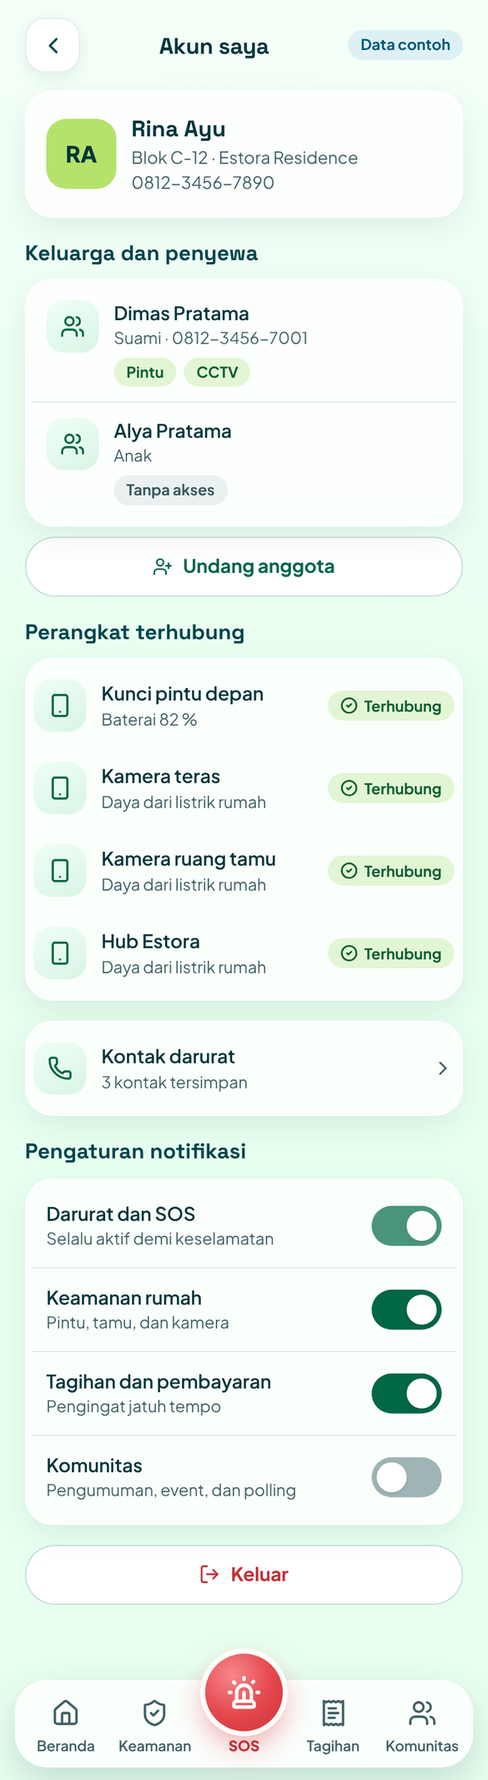 Akun saya
Data contoh
RA
Rina Ayu
Blok C-12 · Estora Residence
0812-3456-7890
Keluarga dan penyewa
Dimas Pratama
Suami · 0812-3456-7001
Pintu
CCTV
Alya Pratama
Anak
Tanpa akses
Undang anggota
Perangkat terhubung
Kunci pintu depan
Baterai 82 %
Terhubung
Kamera teras
Daya dari listrik rumah
Terhubung
Kamera ruang tamu
Daya dari listrik rumah
Terhubung
Hub Estora
Daya dari listrik rumah
Terhubung
Kontak darurat
3 kontak tersimpan
Pengaturan notifikasi
Darurat dan SOS
Selalu aktif demi keselamatan
Keamanan rumah
Pintu, tamu, dan kamera
Tagihan dan pembayaran
Pengingat jatuh tempo
Komunitas
Pengumuman, event, dan polling
Keluar
Beranda
Keamanan
SOS
Tagihan
Komunitas